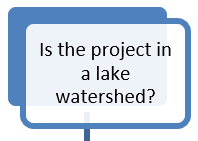 Is the project in
a lake
watershed?